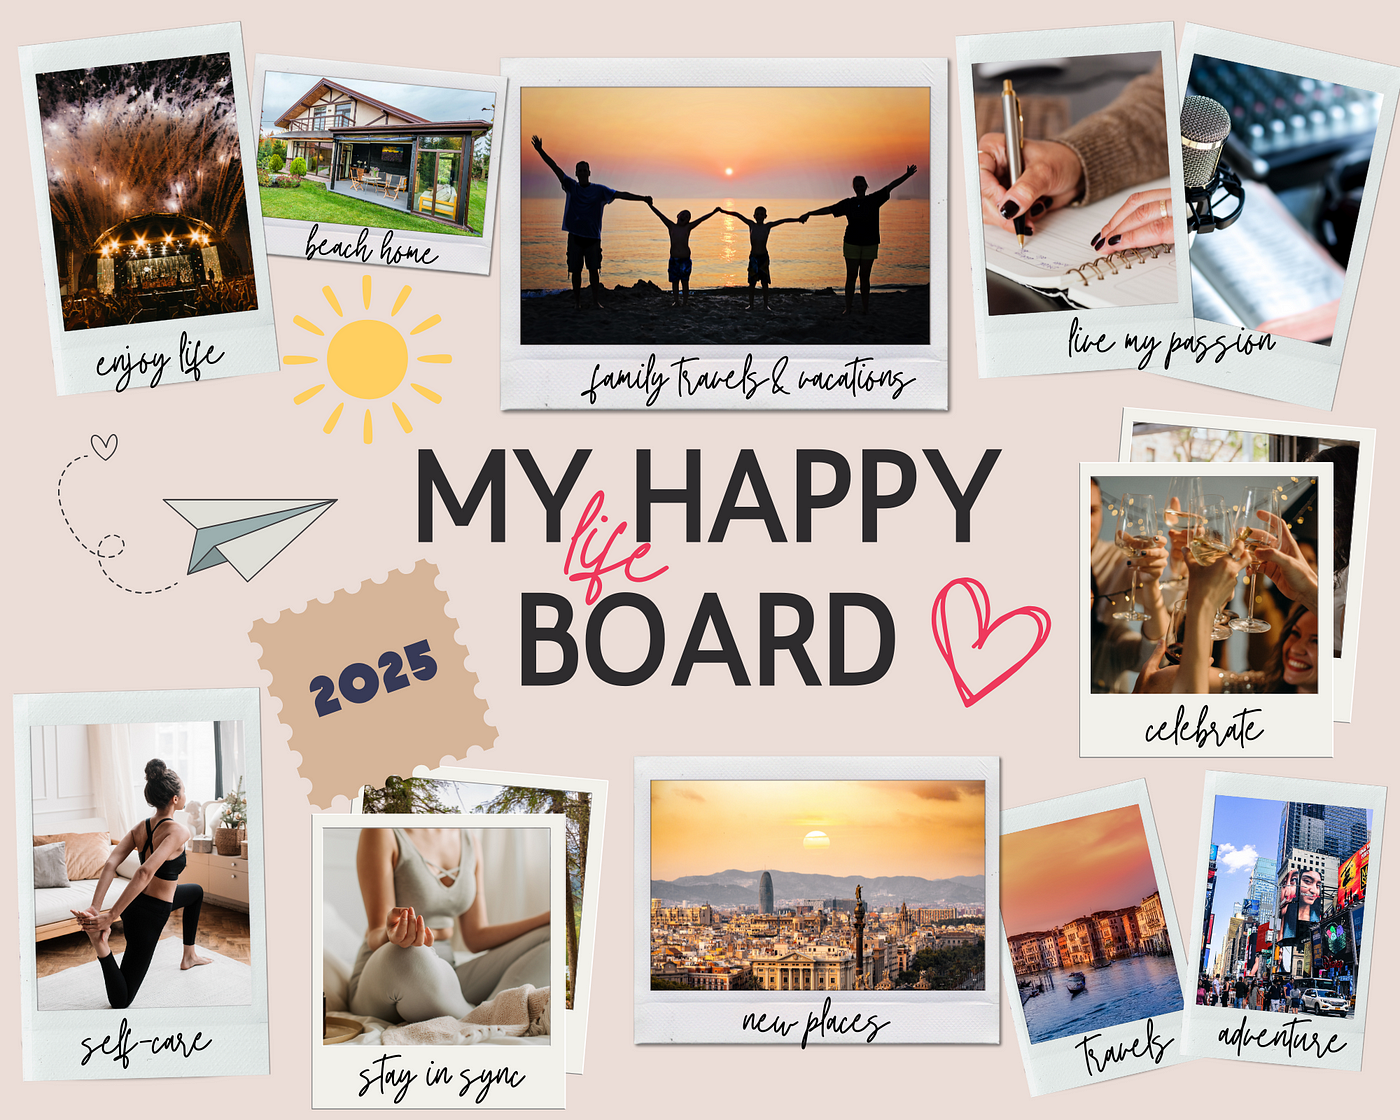 enjoy life
beach home
family travels & vacations
live my passion
MY HAPPY
life
BOARD
2025
celebrate
self-care
stay in sync
new places
Travels
adventure